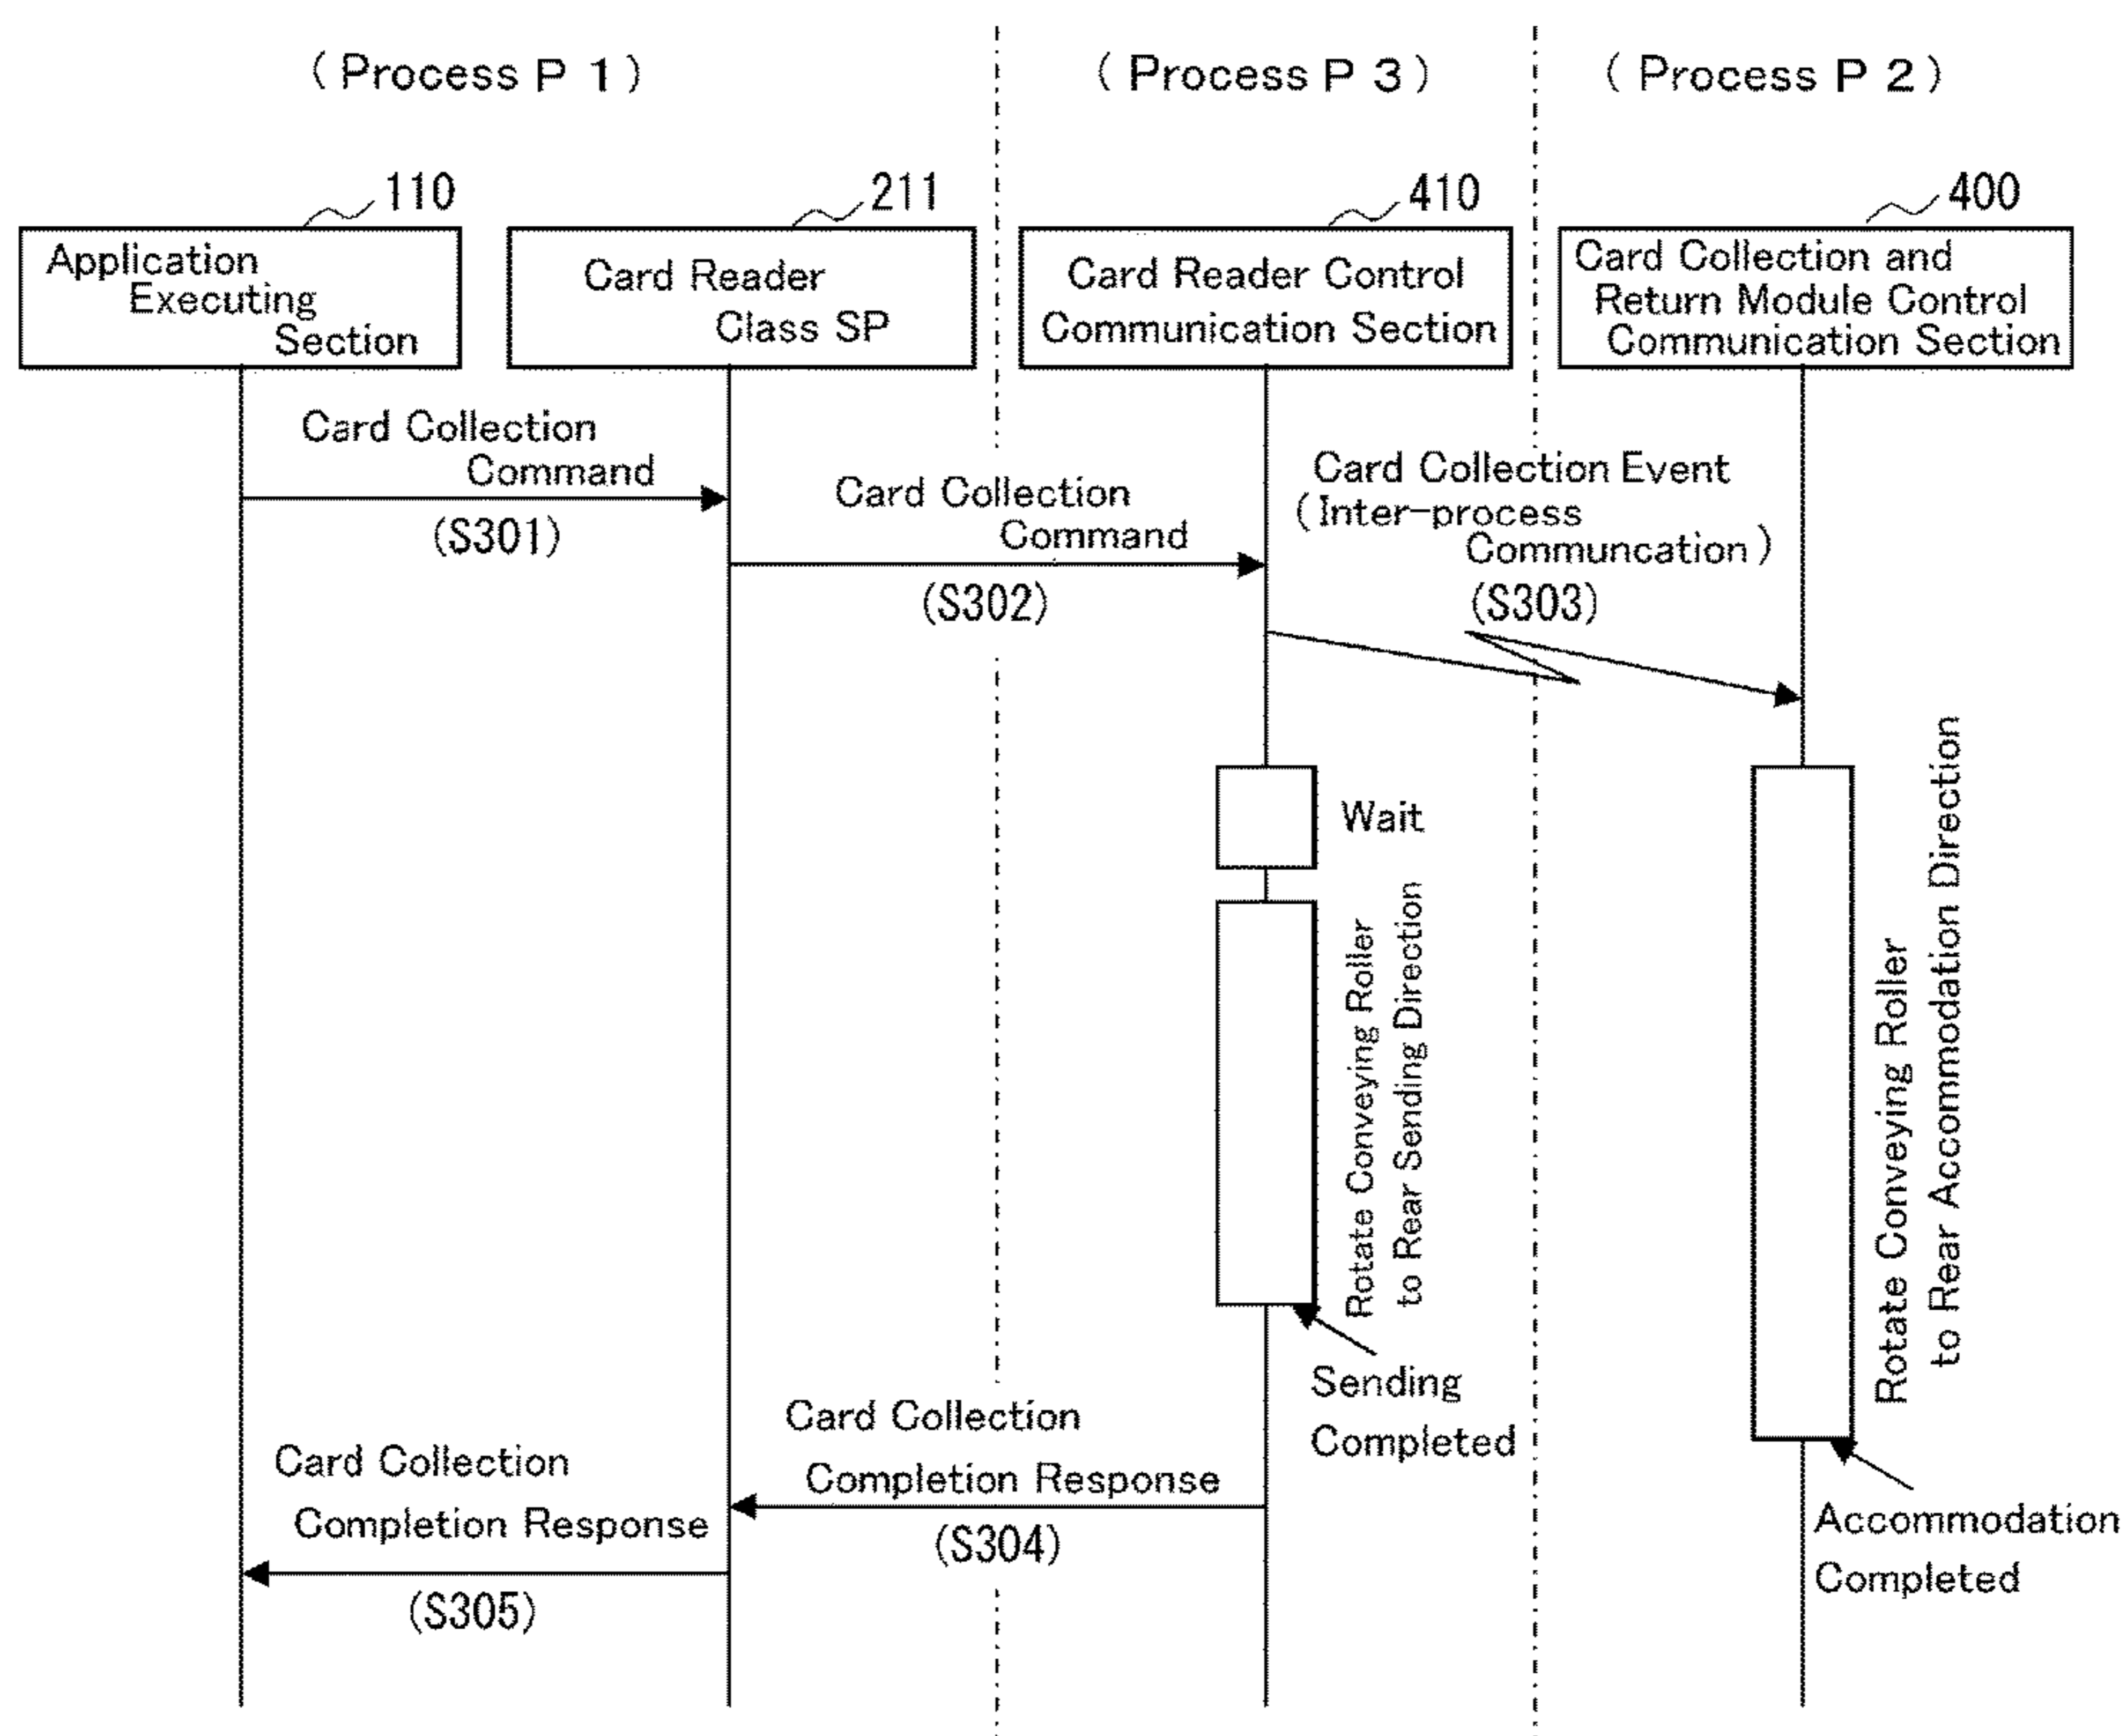 ( Process P 1 )
( Process P 3 )
( Process P 2 )
110
211
410
400
Application
Executing
Section
Card Reader
Class SP
Card Reader Control
Communication Section
Card Collection and
Return Module Control
Communication Section
Card Collection
Command
(S301)
Card Collection
Command
(S302)
Card Collection Event
( Inter-process
Communcation )
(S303)
Wait
Rotate Conveying Roller
to Rear Sending Direction
Rotate Conveying Roller
to Rear Accommodation Direction
Sending
Completed
Card Collection
Completion Response
(S304)
Card Collection
Completion Response
(S305)
Accommodation
Completed